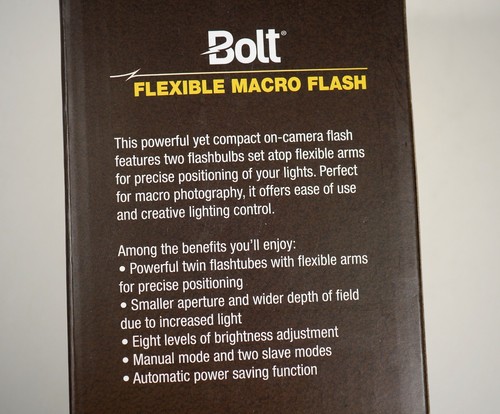 Bolt®
FLEXIBLE MACRO FLASH
This powerful yet compact on-camera flash
features two flashbulbs set atop flexible arms
for precise positioning of your lights. Perfect
for macro photography, it offers ease of use
and creative lighting control.
Among the benefits you'll enjoy:
• Powerful twin flashtubes with flexible arms
for precise positioning
• Smaller aperture and wider depth of field
due to increased light
• Eight levels of brightness adjustment
• Manual mode and two slave modes
• Automatic power saving function